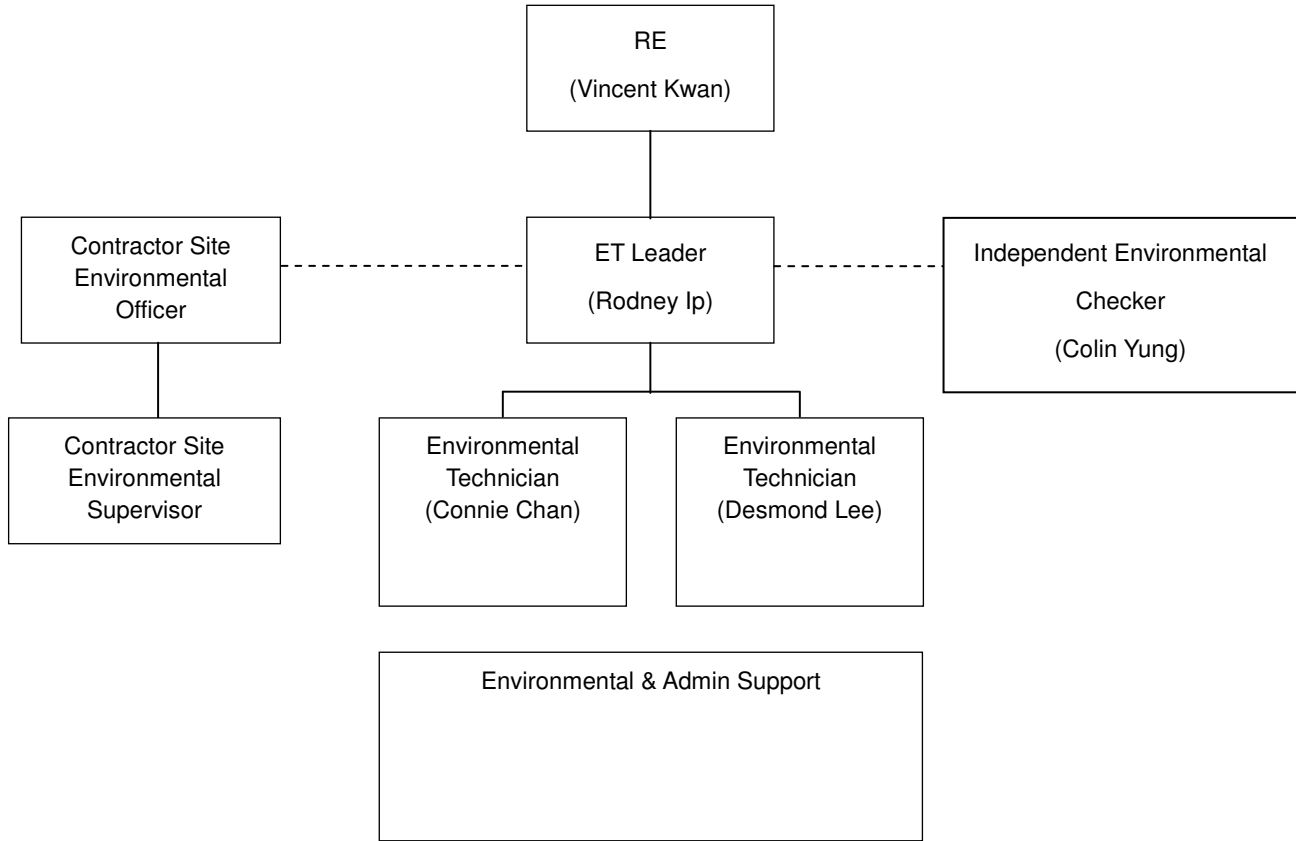 RE
(Vincent Kwan)
Contractor Site
Environmental
Officer
ET Leader
(Rodney Ip)
Independent Environmental
Checker
(Colin Yung)
Contractor Site
Environmental
Supervisor
Environmental
Technician
(Connie Chan)
Environmental
Technician
(Desmond Lee)
Environmental & Admin Support